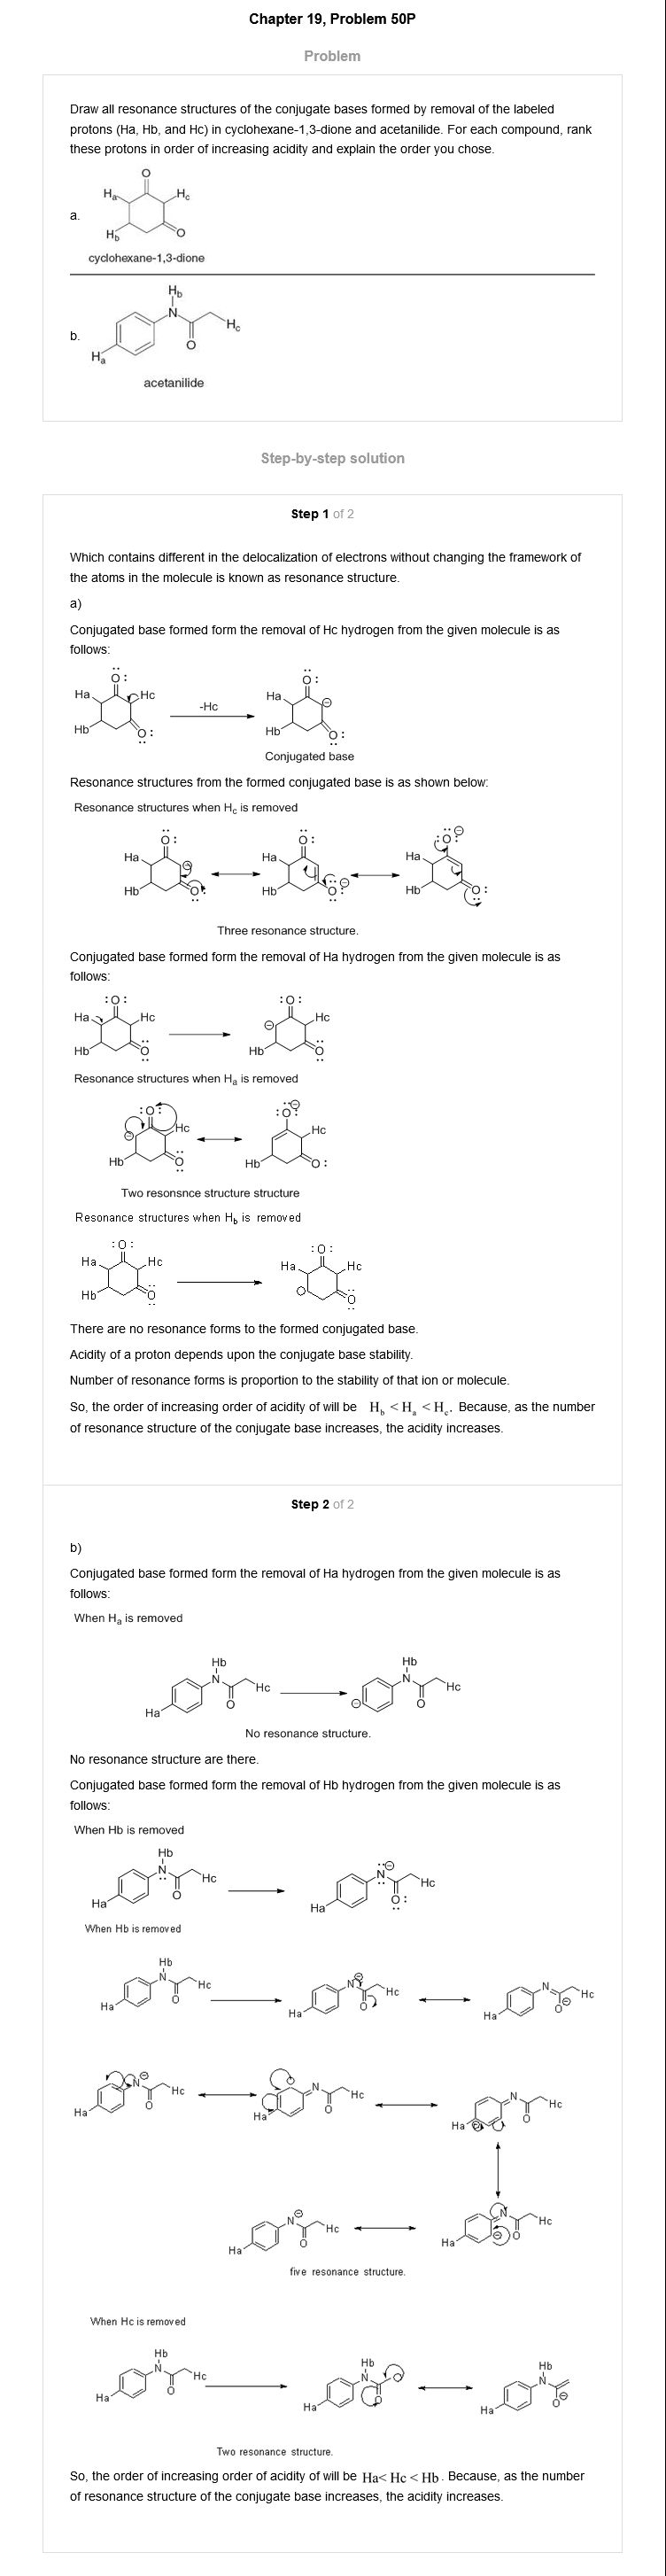 Chapter 19, Problem 50P
Problem
Draw all resonance structures of the conjugate bases formed by removal of the labeled
protons (Ha, Hb, and Hc) in cyclohexane-1,3-dione and acetanilide. For each compound, rank
these protons in order of increasing acidity and explain the order you chose.
a.
O
Ha
Hc
Hb
O
cyclohexane-1,3-dione
b.
Hb
N
Hc
O
Ha
acetanilide
Step-by-step solution
Step 1 of 2
Which contains different in the delocalization of electrons without changing the framework of
the atoms in the molecule is known as resonance structure.
a)
Conjugated base formed form the removal of Hc hydrogen from the given molecule is as
follows:
O: O:
Ha Hc -Hc Ha ⊖
Hb O: Hb O:
Conjugated base
Resonance structures from the formed conjugated base is as shown below:
Resonance structures when Hc is removed
O: O: :O: ⊖
Ha ⊖ Ha Ha
Hb O: Hb O: ⊖ Hb O:
Three resonance structure.
Conjugated base formed form the removal of Ha hydrogen from the given molecule is as
follows:
:O: :O:
Ha Hc ⊖ Hc
Hb O Hb O
Resonance structures when Ha is removed
:O: :O: ⊖
⊖ Hc Hc
Hb O Hb O:
Two resonsnce structure structure
Resonance structures when Hb is removed
:O: :O:
Ha Hc Ha Hc
Hb O O O
There are no resonance forms to the formed conjugated base.
Acidity of a proton depends upon the conjugate base stability.
Number of resonance forms is proportion to the stability of that ion or molecule.
So, the order of increasing order of acidity of will be Hb < Ha < Hc. Because, as the number
of resonance structure of the conjugate base increases, the acidity increases.
Step 2 of 2
b)
Conjugated base formed form the removal of Ha hydrogen from the given molecule is as
follows:
When Ha is removed
Hb Hb
N Hc N Hc
Ha O ⊖ O
No resonance structure.
No resonance structure are there.
Conjugated base formed form the removal of Hb hydrogen from the given molecule is as
follows:
When Hb is removed
Hb ⊖
N Hc N Hc
Ha O Ha O:
When Hb is removed
Hb ⊖
N Hc N Hc N Hc
Ha O Ha O Ha O⊖
N⊖ Hc N Hc N Hc
Ha O Ha O Ha ⊖ O
N⊖ Hc N Hc
Ha O Ha ⊖ O
five resonance structure.
When Hc is removed
Hb Hb Hb
N Hc N N
Ha O Ha O Ha O⊖
Two resonance structure.
So, the order of increasing order of acidity of will be Ha< Hc < Hb . Because, as the number
of resonance structure of the conjugate base increases, the acidity increases.